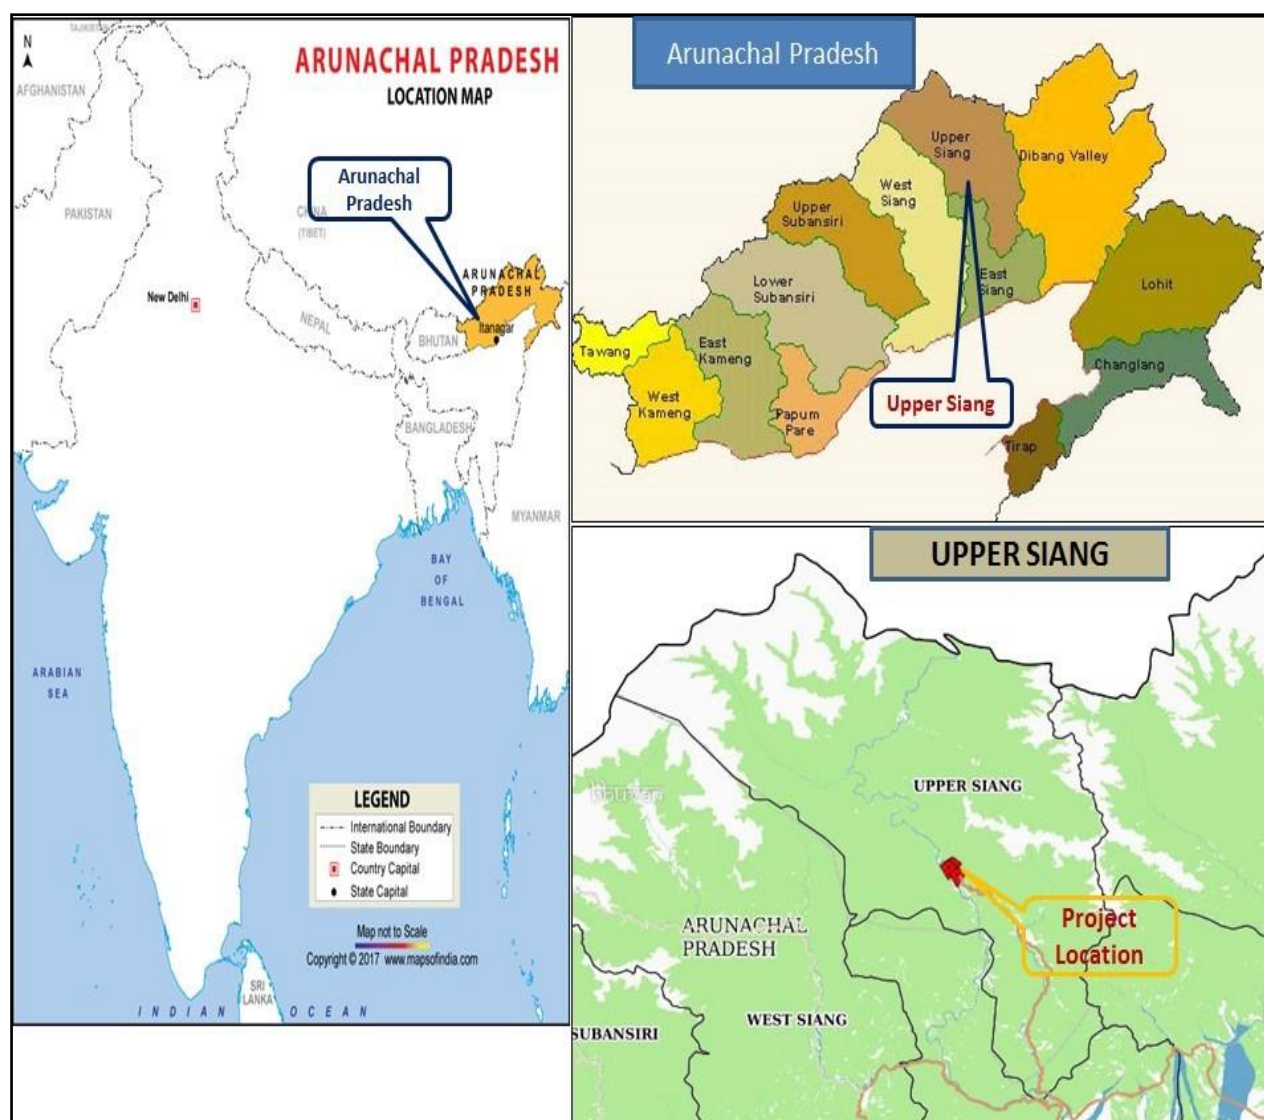 N
TAJIKISTAN
AFGHANISTAN
ARUNACHAL PRADESH
LOCATION MAP
Arunachal
Pradesh
PAKISTAN
CHINA
(TIBET)
ARUNACHAL
PRADESH
New Delhi
Itanagar
NEPAL
BHUTAN
BANGLADESH
MYANMAR
BAY
OF
BENGAL
ARABIAN
SEA
LEGEND
International Boundary
State Boundary
Country Capital
State Capital
Map not to Scale
Copyright © 2017 www.mapsofindia.com
SRI
LANKA
INDIAN OCEAN
Arunachal Pradesh
Upper
Siang
Dibang Valley
West
Siang
Upper
Subansiri
East
Siang
Lohit
Lower
Subansiri
Tawang
East
Kameng
Changlang
West
Kameng
Papum
Pare
Upper Siang
Tirap
UPPER SIANG
UPPER SIANG
Project
Location
ARUNACHAL
PRADESH
WEST SIANG
SUBANSIRI